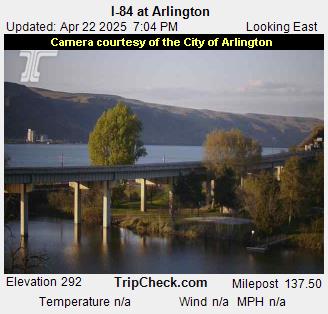 I-84 at Arlington
Updated: Apr 22 2025 7:04 PM Looking East
Camera courtesy of the City of Arlington
Elevation 292 TripCheck.com Milepost 137.50
Temperature n/a Wind n/a MPH n/a